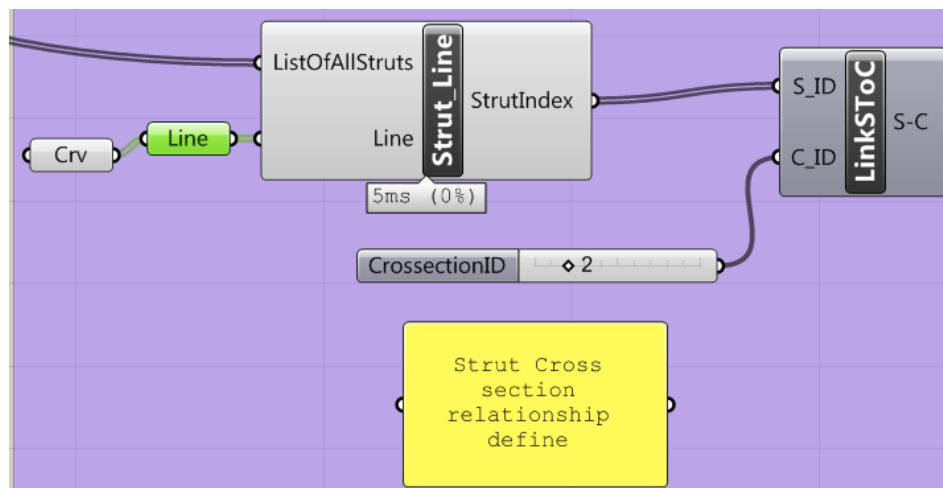 ListOfAllStruts
Line
Strut_Line
StrutIndex
Crv
Line
5ms (0%)
S_ID
C_ID
LinkSToC
S-C
CrossectionID
2
Strut Cross
section
relationship
define